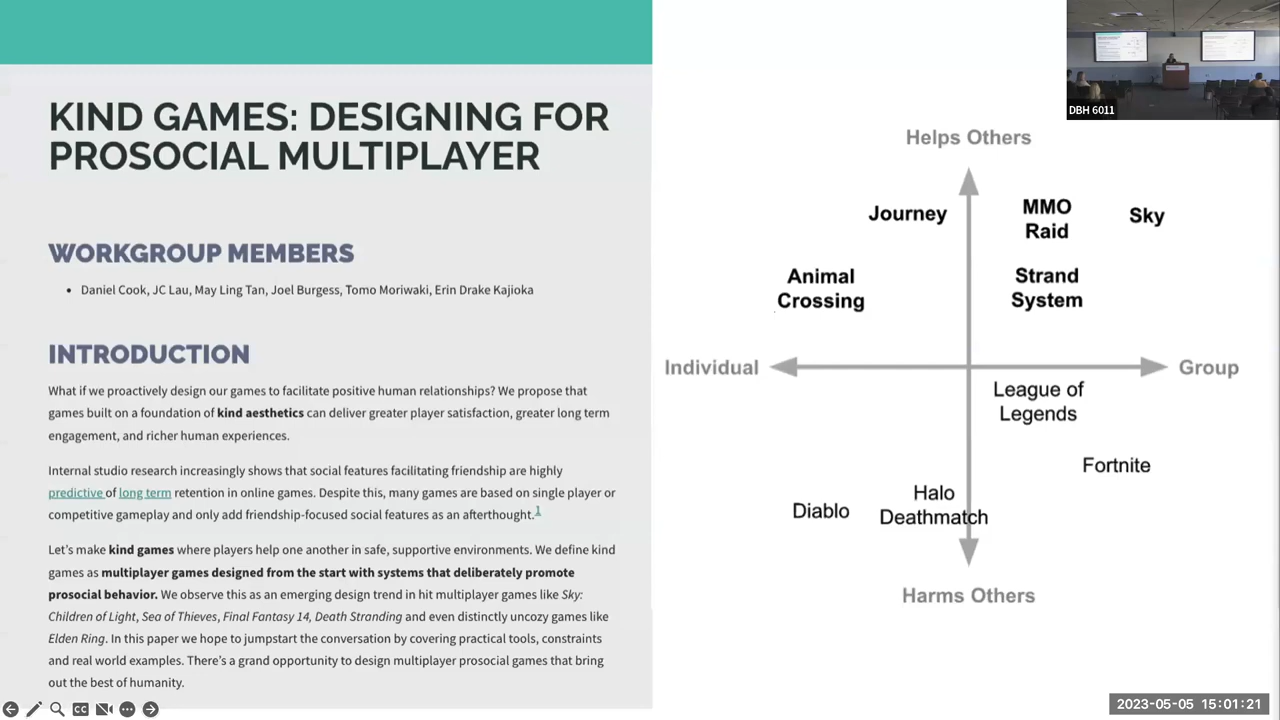 KIND GAMES: DESIGNING FOR
PROSOCIAL MULTIPLAYER
WORKGROUP MEMBERS
• Daniel Cook, JC Lau, May Ling Tan, Joel Burgess, Tomo Moriwaki, Erin Drake Kajioka
INTRODUCTION
What if we proactively design our games to facilitate positive human relationships? We propose that
games built on a foundation of kind aesthetics can deliver greater player satisfaction, greater long term
engagement, and richer human experiences.
Internal studio research increasingly shows that social features facilitating friendship are highly
predictive of long term retention in online games. Despite this, many games are based on single player or
competitive gameplay and only add friendship-focused social features as an afterthought.1
Let's make kind games where players help one another in safe, supportive environments. We define kind
games as multiplayer games designed from the start with systems that deliberately promote
prosocial behavior. We observe this as an emerging design trend in hit multiplayer games like Sky:
Children of Light, Sea of Thieves, Final Fantasy 14, Death Stranding and even distinctly uncozy games like
Elden Ring. In this paper we hope to jumpstart the conversation by covering practical tools, constraints
and real world examples. There's a grand opportunity to design multiplayer prosocial games that bring
out the best of humanity.
CC
DBH 6011
Helps Others
Journey
MMO
Raid
Sky
Animal
Crossing
Strand
System
Individual
Group
League of
Legends
Fortnite
Diablo
Halo
Deathmatch
Harms Others
2023-05-05 15:01:21